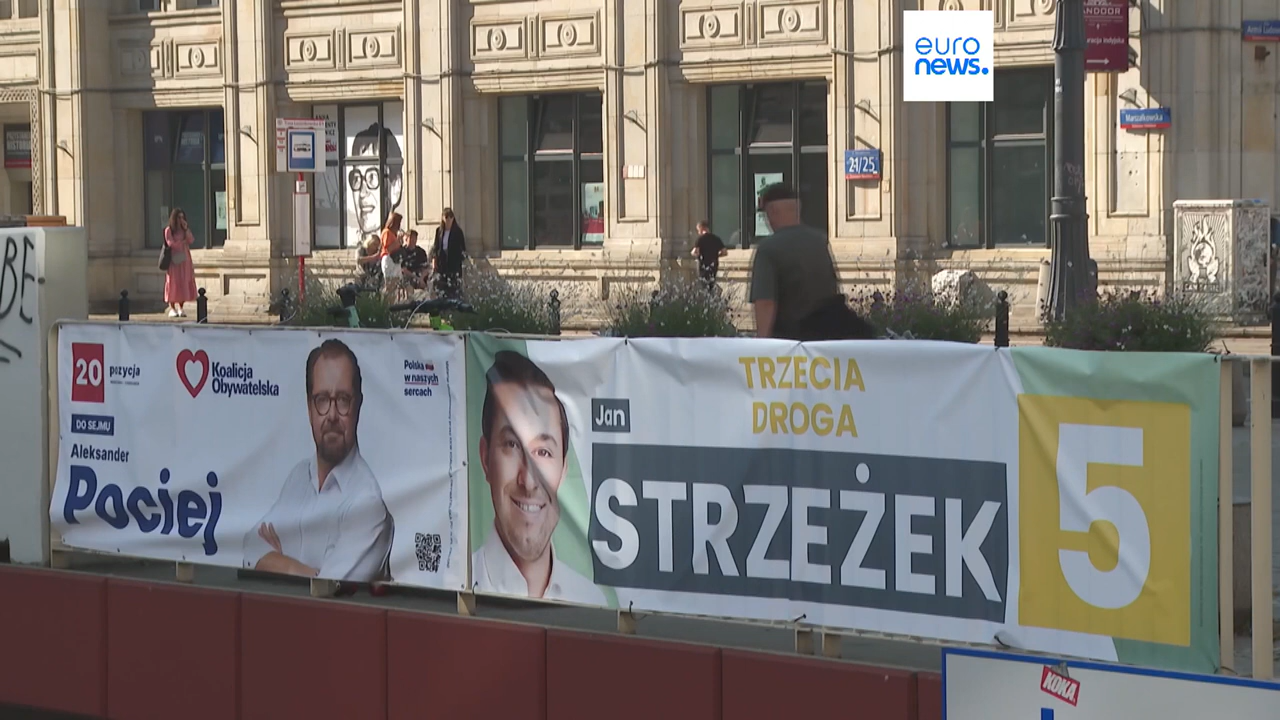 euro
news.
Marszałkowska
21/25
BE
20 pozycja
Koalicja
Obywatelska
Polska
w naszych
sercach
DO SEJMU
Aleksander
Pociej
Jan
TRZECIA
DROGA
STRZEŻEK
5
KOKA